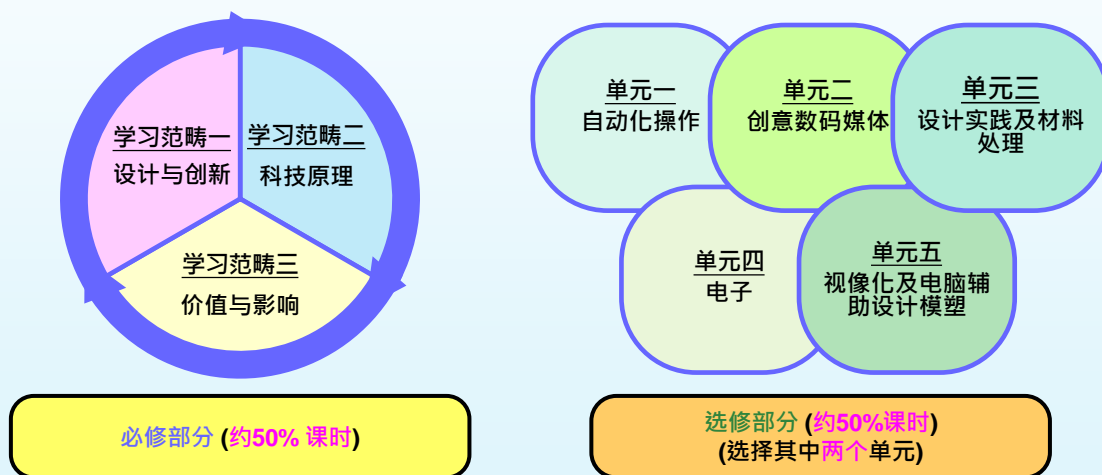 学习范畴一
设计与创新
学习范畴二
科技原理
学习范畴三
价值与影响
必修部分 (约50% 课时)
单元一
自动化操作
单元二
创意数码媒体
单元三
设计实践及材料
处理
单元四
电子
单元五
视像化及电脑辅
助设计模塑
选修部分 (约50%课时)
(选择其中两个单元)